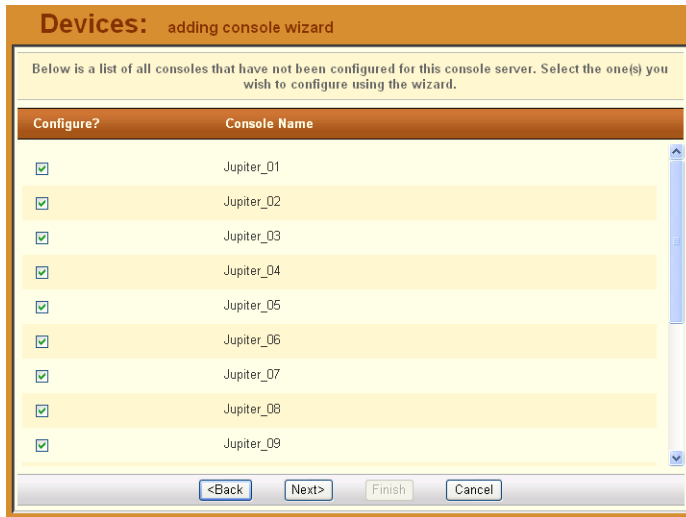 Devices: adding console wizard
Below is a list of all consoles that have not been configured for this console server. Select the one(s) you
wish to configure using the wizard.
Configure? Console Name
Jupiter_01
Jupiter_02
Jupiter_03
Jupiter_04
Jupiter_05
Jupiter_06
Jupiter_07
Jupiter_08
Jupiter_09
<Back Next> Finish Cancel